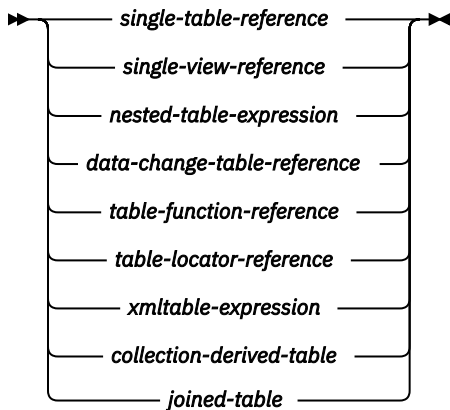 single-table-reference
single-view-reference
nested-table-expression
data-change-table-reference
table-function-reference
table-locator-reference
xmltable-expression
collection-derived-table
joined-table